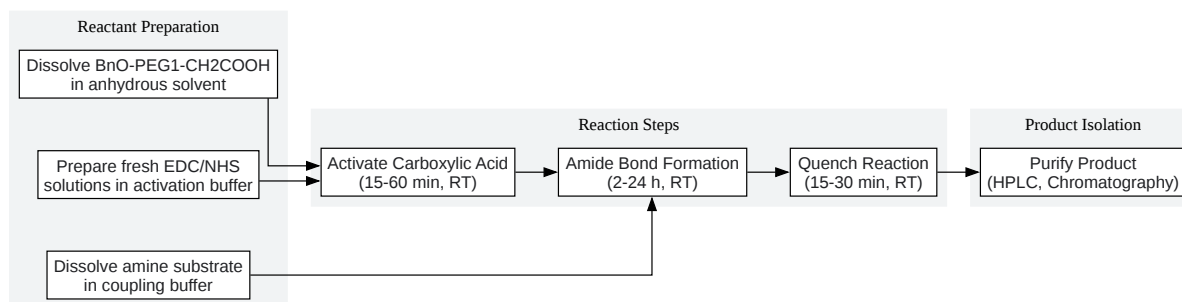 Reactant Preparation
Dissolve BnO-PEG1-CH2COOH
in anhydrous solvent
Prepare fresh EDC/NHS
solutions in activation buffer
Dissolve amine substrate
in coupling buffer
Reaction Steps
Activate Carboxylic Acid
(15-60 min, RT)
Amide Bond Formation
(2-24 h, RT)
Quench Reaction
(15-30 min, RT)
Product Isolation
Purify Product
(HPLC, Chromatography)